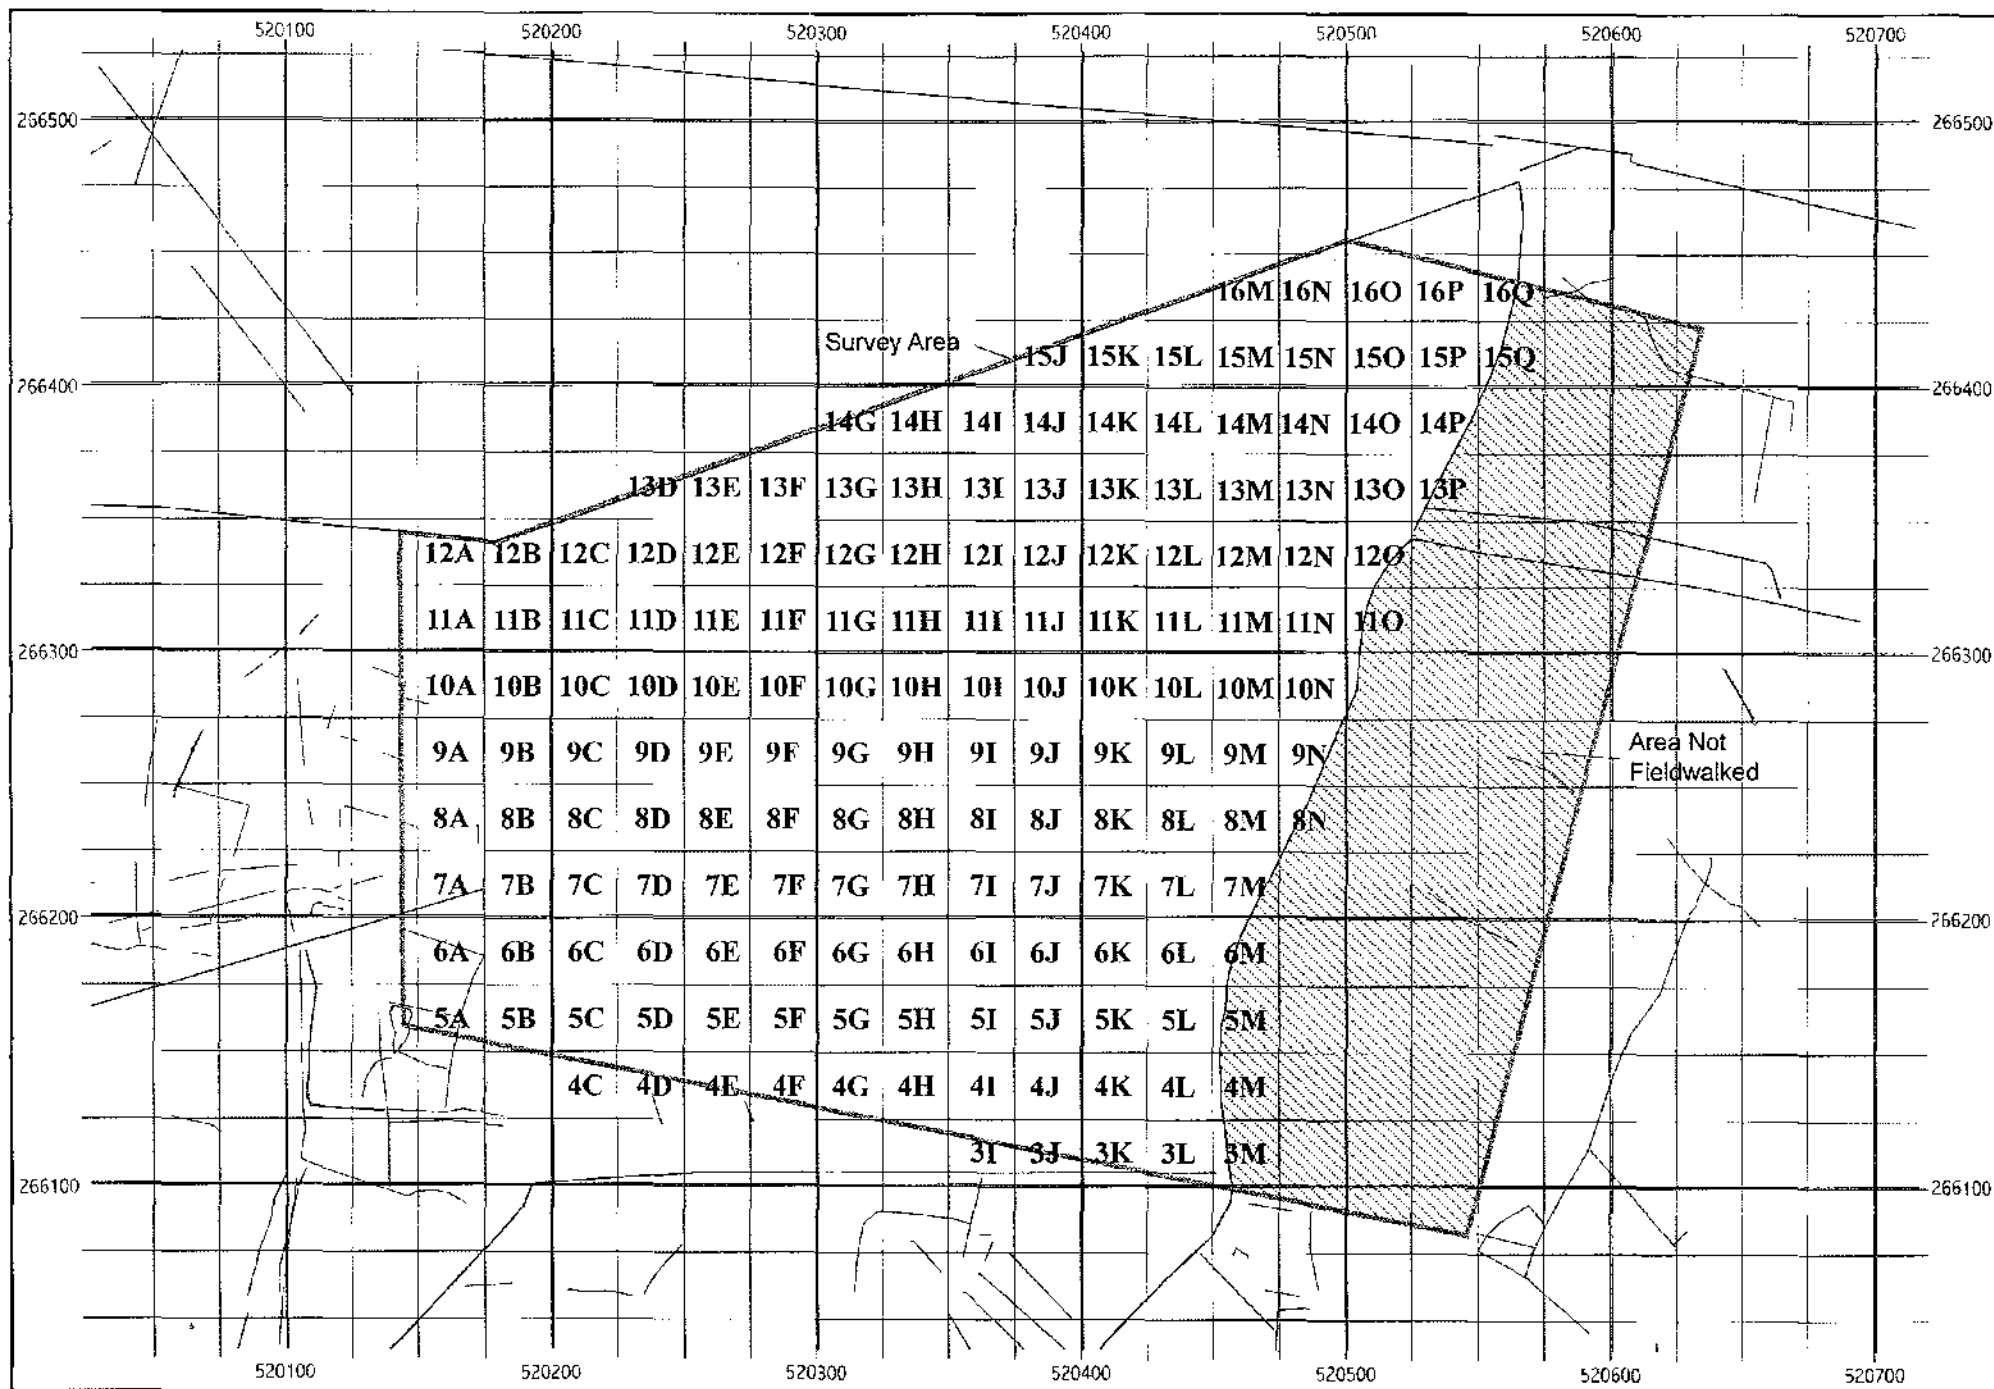 520100 520200 520300 520400 520500 520600 520700
266500 266500
16M 16N 16O 16P 16Q
Survey Area
15J 15K 15L 15M 15N 15O 15P 15Q
266400 266400
14G 14H 14I 14J 14K 14L 14M 14N 14O 14P
13D 13E 13F 13G 13H 13I 13J 13K 13L 13M 13N 13O 13P
12A 12B 12C 12D 12E 12F 12G 12H 12I 12J 12K 12L 12M 12N 12O
11A 11B 11C 11D 11E 11F 11G 11H 11I 11J 11K 11L 11M 11N 11O
266300 266300
10A 10B 10C 10D 10E 10F 10G 10H 10I 10J 10K 10L 10M 10N
9A 9B 9C 9D 9E 9F 9G 9H 9I 9J 9K 9L 9M 9N
Area Not
Fieldwalked
8A 8B 8C 8D 8E 8F 8G 8H 8I 8J 8K 8L 8M 8N
7A 7B 7C 7D 7E 7F 7G 7H 7I 7J 7K 7L 7M
266200 266200
6A 6B 6C 6D 6E 6F 6G 6H 6I 6J 6K 6L 6M
5A 5B 5C 5D 5E 5F 5G 5H 5I 5J 5K 5L 5M
4C 4D 4E 4F 4G 4H 4I 4J 4K 4L 4M
3I 3J 3K 3L 3M
266100 266100
520100 520200 520300 520400 520500 520600 520700